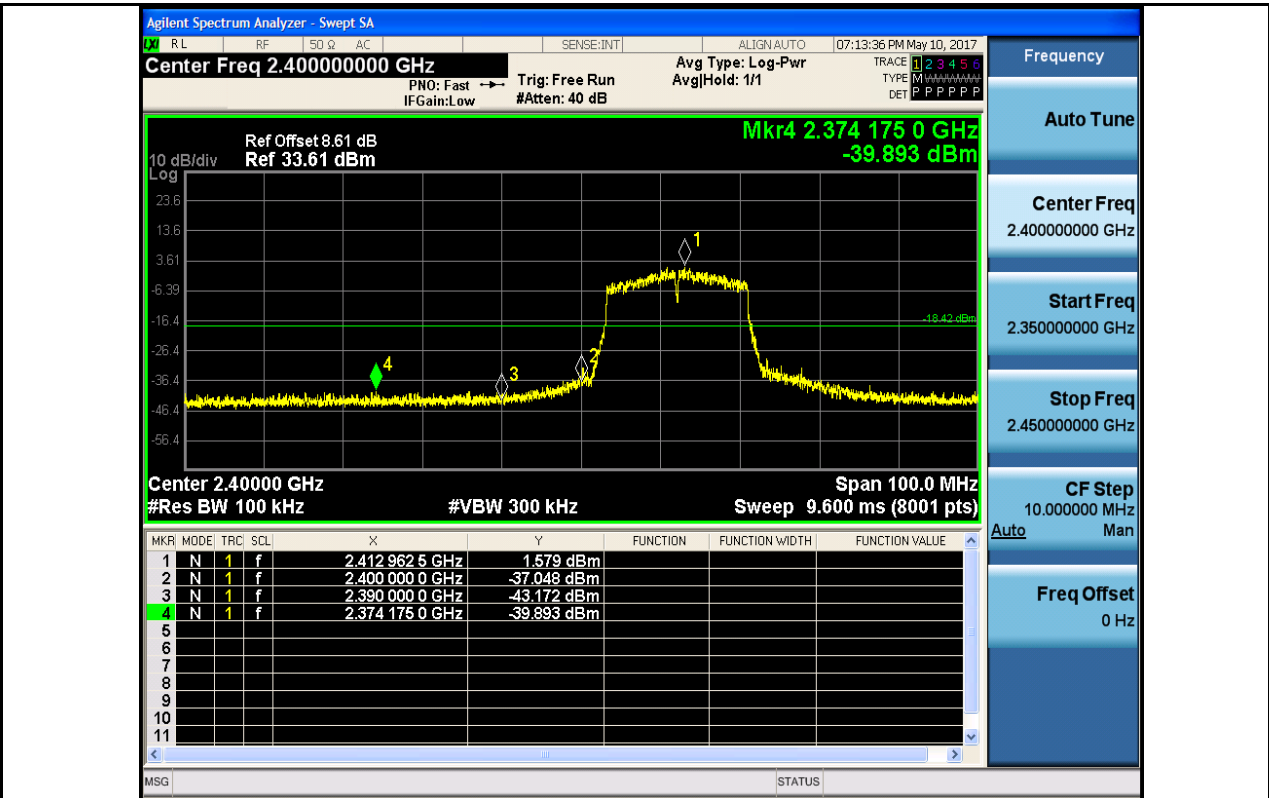 Agilent Spectrum Analyzer - Swept SA
LXI RL RF 50 Ω AC SENSE:INT ALIGN AUTO 07:13:36 PM May 10, 2017
Center Freq 2.400000000 GHz
PNO: Fast
IFGain:Low
Trig: Free Run
#Atten: 40 dB
Avg Type: Log-Pwr
Avg|Hold: 1/1
TRACE 1 2 3 4 5 6
TYPE M
DET P P P P P P
Mkr4 2.374 175 0 GHz
-39.893 dBm
Ref Offset 8.61 dB
10 dB/div Ref 33.61 dBm
Log
23.6
13.6
3.61
-6.39
-16.4
-26.4
-36.4
-46.4
-56.4
1
2
3
4
-18.42 dBm
Center 2.40000 GHz Span 100.0 MHz
#Res BW 100 kHz #VBW 300 kHz Sweep 9.600 ms (8001 pts)
MKR MODE TRC SCL X Y FUNCTION FUNCTION WIDTH FUNCTION VALUE
1 N 1 f 2.412 962 5 GHz 1.579 dBm
2 N 1 f 2.400 000 0 GHz -37.048 dBm
3 N 1 f 2.390 000 0 GHz -43.172 dBm
4 N 1 f 2.374 175 0 GHz -39.893 dBm
5
6
7
8
9
10
11
MSG STATUS
Frequency
Auto Tune
Center Freq
2.400000000 GHz
Start Freq
2.350000000 GHz
Stop Freq
2.450000000 GHz
CF Step
10.000000 MHz
Auto Man
Freq Offset
0 Hz